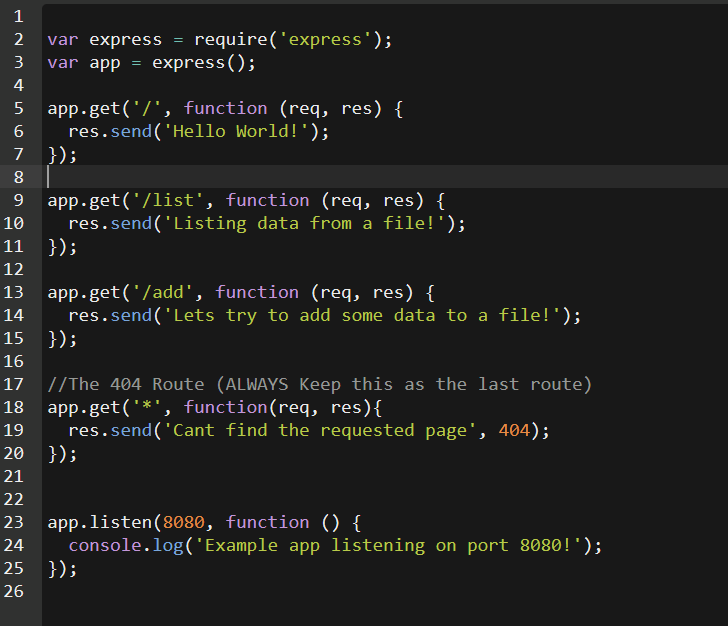 1
2 var express = require('express');
3 var app = express();
4
5 app.get('/', function (req, res) {
6   res.send('Hello World!');
7 });
8
9 app.get('/list', function (req, res) {
10   res.send('Listing data from a file!');
11 });
12
13 app.get('/add', function (req, res) {
14   res.send('Lets try to add some data to a file!');
15 });
16
17 //The 404 Route (ALWAYS Keep this as the last route)
18 app.get('*', function(req, res){
19   res.send('Cant find the requested page', 404);
20 });
21
22
23 app.listen(8080, function () {
24   console.log('Example app listening on port 8080!');
25 });
26